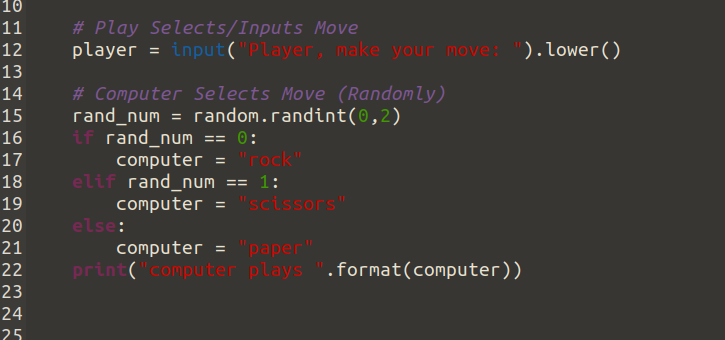 10
11 # Play Selects/Inputs Move
12 player = input("Player, make your move: ").lower()
13
14 # Computer Selects Move (Randomly)
15 rand_num = random.randint(0,2)
16 if rand_num == 0:
17 computer = "rock"
18 elif rand_num == 1:
19 computer = "scissors"
20 else:
21 computer = "paper"
22 print("computer plays ".format(computer))
23
24
25